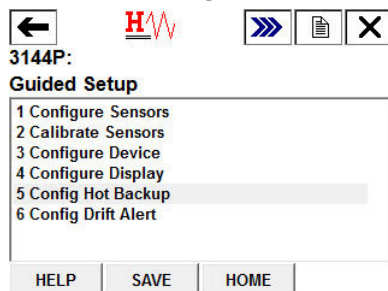 H
3144P:
Guided Setup
1 Configure Sensors
2 Calibrate Sensors
3 Configure Device
4 Configure Display
5 Config Hot Backup
6 Config Drift Alert
HELP SAVE HOME